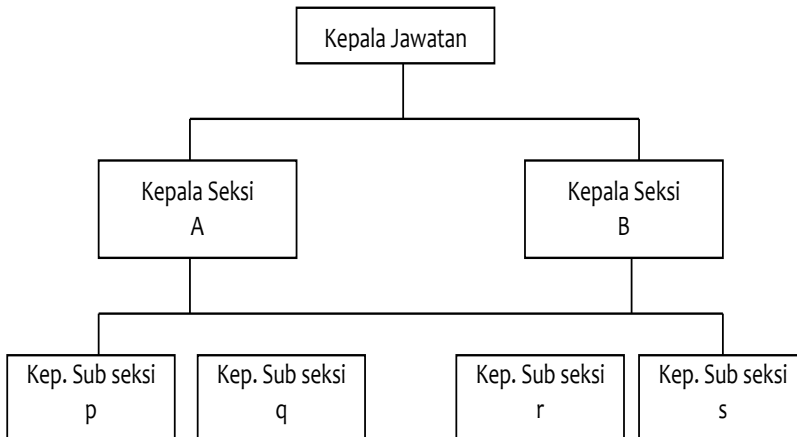 Kepala Jawatan
Kepala Seksi
A
Kepala Seksi
B
Kep. Sub seksi
p
Kep. Sub seksi
q
Kep. Sub seksi
r
Kep. Sub seksi
s